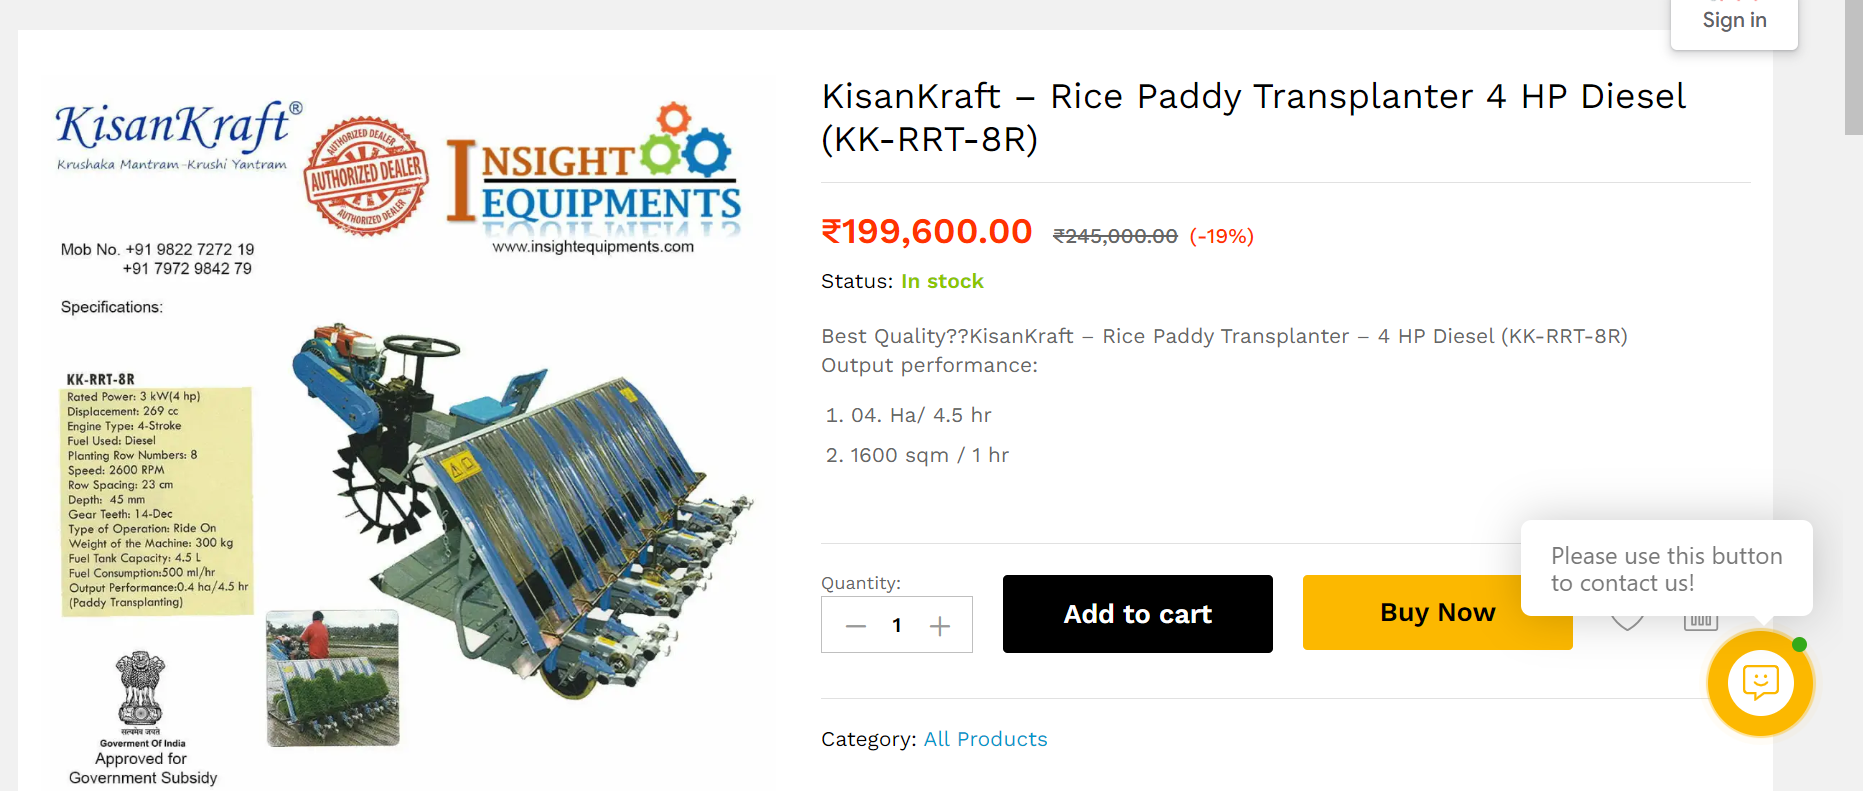 Sign in
KisanKraft®
Krushaka Mantram-Krushi Yantram
AUTHORIZED DEALER
AUTHORIZED DEALER
AUTHORIZED DEALER
INSIGHT
EQUIPMENTS
www.insightequipments.com
Mob No. +91 9822 7272 19
+91 7972 9842 79
Specifications:
KK-RRT-8R
Rated Power: 3 kW(4 hp)
Displacement: 269 cc
Engine Type: 4-Stroke
Fuel Used: Diesel
Planting Row Numbers: 8
Speed: 2600 RPM
Row Spacing: 23 cm
Depth: 45 mm
Gear Teeth: 14-Dec
Type of Operation: Ride On
Weight of the Machine: 300 kg
Fuel Tank Capacity: 4.5 L
Fuel Consumption:500 ml/hr
Output Performance:0.4 ha/4.5 hr
(Paddy Transplanting)
सत्यमेव जयते
Goverment Of India
Approved for
Government Subsidy
KisanKraft – Rice Paddy Transplanter 4 HP Diesel
(KK-RRT-8R)
₹199,600.00 ₹245,000.00 (-19%)
Status: In stock
Best Quality??KisanKraft – Rice Paddy Transplanter – 4 HP Diesel (KK-RRT-8R)
Output performance:
1. 04. Ha/ 4.5 hr
2. 1600 sqm / 1 hr
Quantity:
— 1 +
Add to cart
Buy Now
Please use this button
to contact us!
Category: All Products